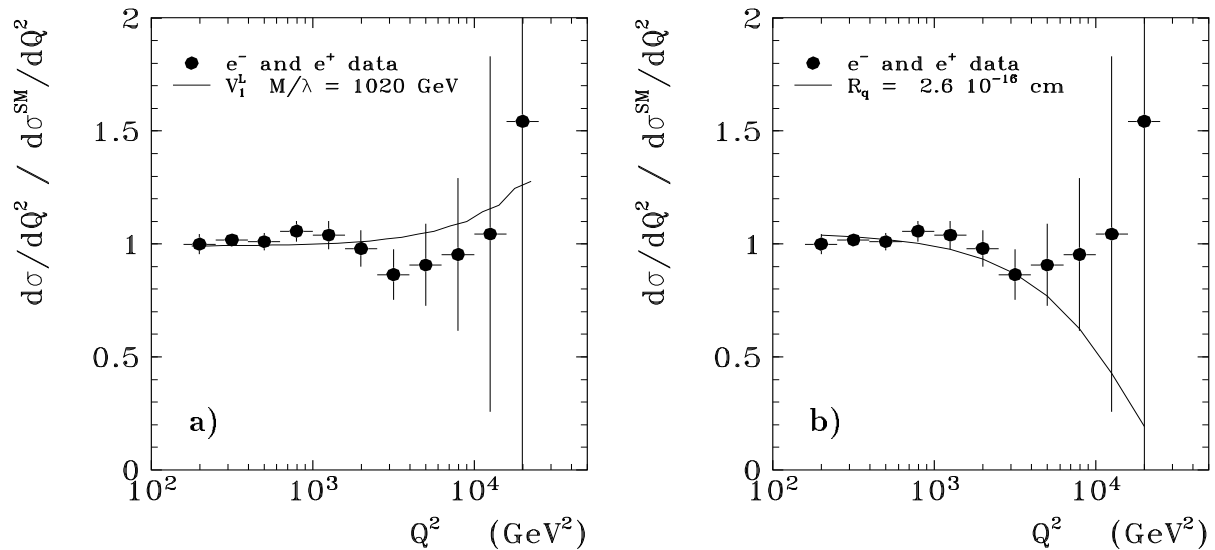 dσ/dQ² / dσˢᴹ/dQ²
2
1.5
1
0.5
0
e⁻ and e⁺ data
V₁ᴸ M/λ = 1020 GeV
a)
10² 10³ 10⁴
Q² (GeV²)
dσ/dQ² / dσˢᴹ/dQ²
2
1.5
1
0.5
0
e⁻ and e⁺ data
R_q = 2.6 10⁻¹⁶ cm
b)
10² 10³ 10⁴
Q² (GeV²)